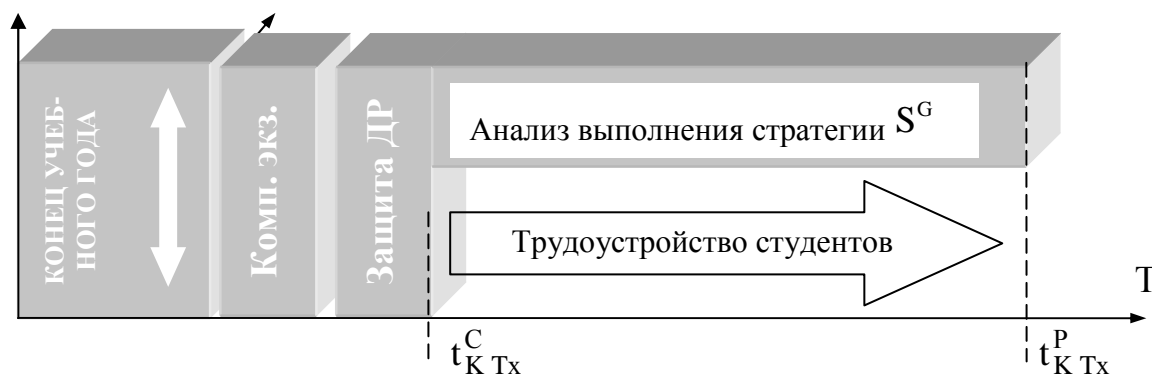 КОНЕЦ УЧЕБ-
НОГО ГОДА
Комп. экз.
Защита ДР
Анализ выполнения стратегии S^G
Трудоустройство студентов
T
t^C_K Tx
t^P_K Tx